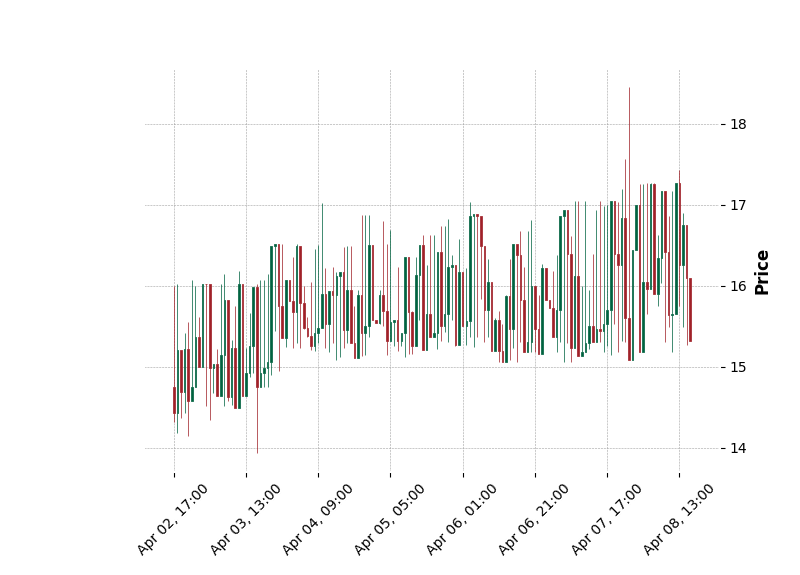 18
17
16
15
14
Price
Apr 02, 17:00
Apr 03, 13:00
Apr 04, 09:00
Apr 05, 05:00
Apr 06, 01:00
Apr 06, 21:00
Apr 07, 17:00
Apr 08, 13:00